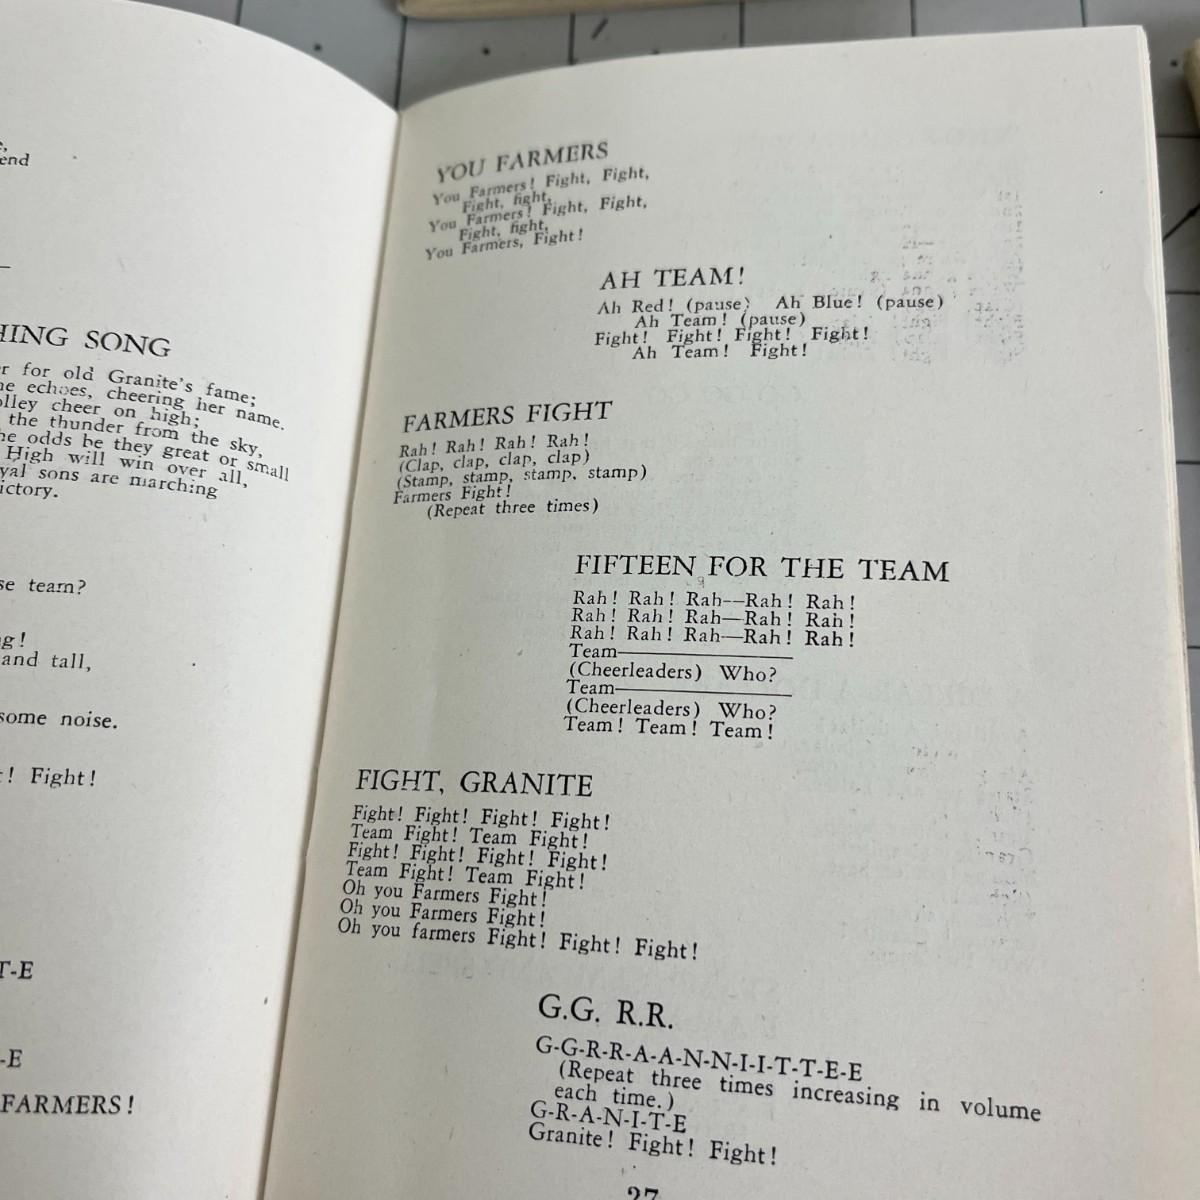 end
HING SONG
for old Granite's fame;
echoes, cheering her name.
cheer on high;
the thunder from the sky,
odds be they great or small
High will win over all,
sons are marching
team?
and tall,
some noise.
! Fight!
T-E
-E
FARMERS!
YOU FARMERS
You Farmers! Fight, Fight,
Fight, fight,
You Farmers! Fight, Fight,
Fight, fight,
You Farmers, Fight!
AH TEAM!
Ah Red! (pause) Ah Blue! (pause)
Ah Team! (pause)
Fight! Fight! Fight! Fight!
Ah Team! Fight!
FARMERS FIGHT
Rah! Rah! Rah! Rah!
(Clap, clap, clap, clap)
(Stamp, stamp, stamp, stamp)
Farmers Fight!
(Repeat three times)
FIFTEEN FOR THE TEAM
Rah! Rah! Rah—Rah! Rah!
Rah! Rah! Rah—Rah! Rah!
Rah! Rah! Rah—Rah! Rah!
Team————————
(Cheerleaders) Who?
Team————————
(Cheerleaders) Who?
Team! Team! Team!
FIGHT, GRANITE
Fight! Fight! Fight! Fight!
Team Fight! Team Fight!
Fight! Fight! Fight! Fight!
Team Fight! Team Fight!
Oh you Farmers Fight!
Oh you Farmers Fight!
Oh you farmers Fight! Fight! Fight!
G.G. R.R.
G-G-R-R-A-A-N-N-I-I-T-T-E-E
(Repeat three times increasing in volume
each time.)
G-R-A-N-I-T-E
Granite! Fight! Fight!
27